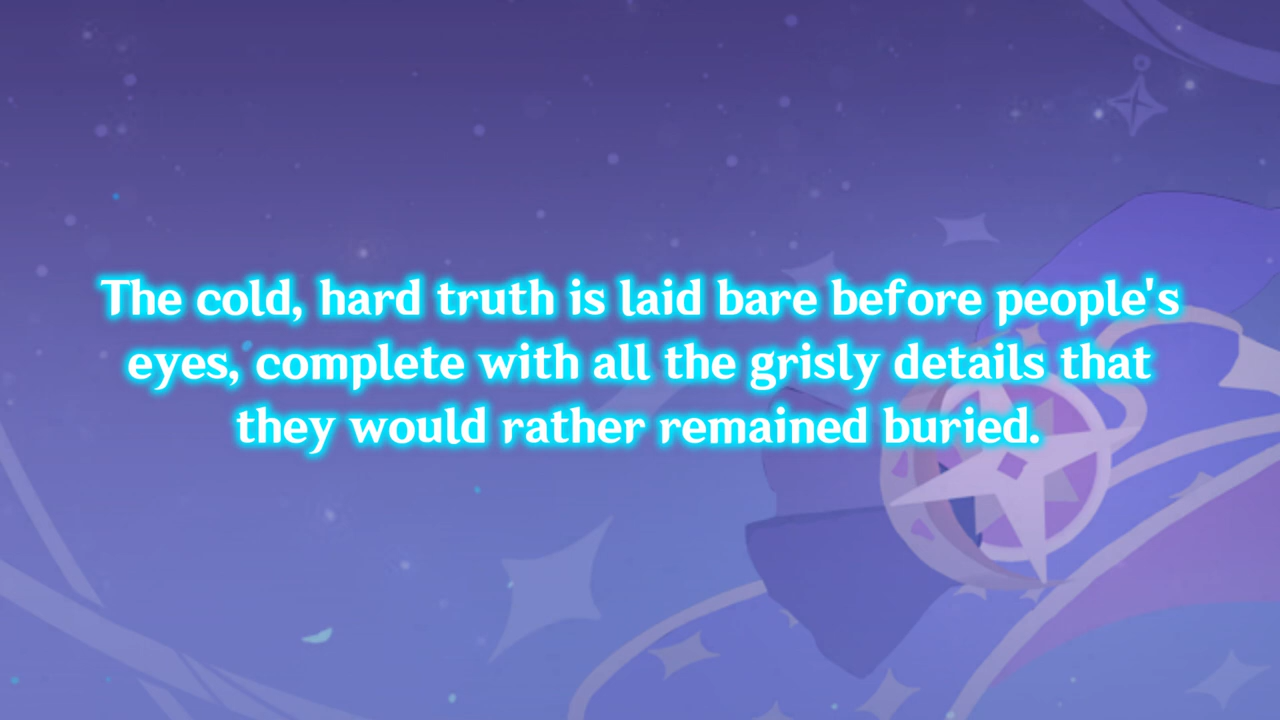 The cold, hard truth is laid bare before people's
eyes, complete with all the grisly details that
they would rather remained buried.